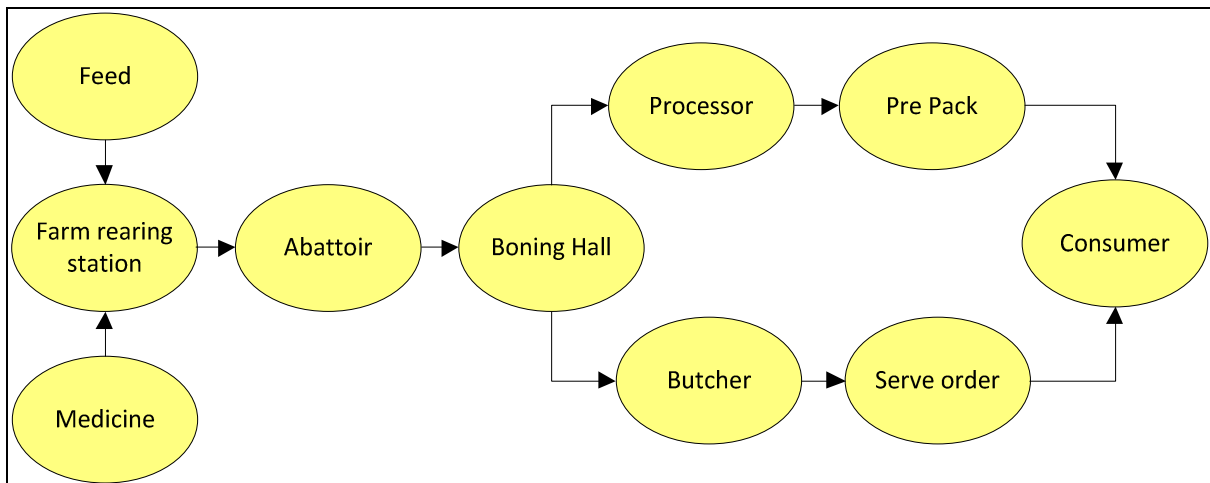 Feed
Processor
Pre Pack
Farm rearing
station
Abattoir
Boning Hall
Consumer
Medicine
Butcher
Serve order